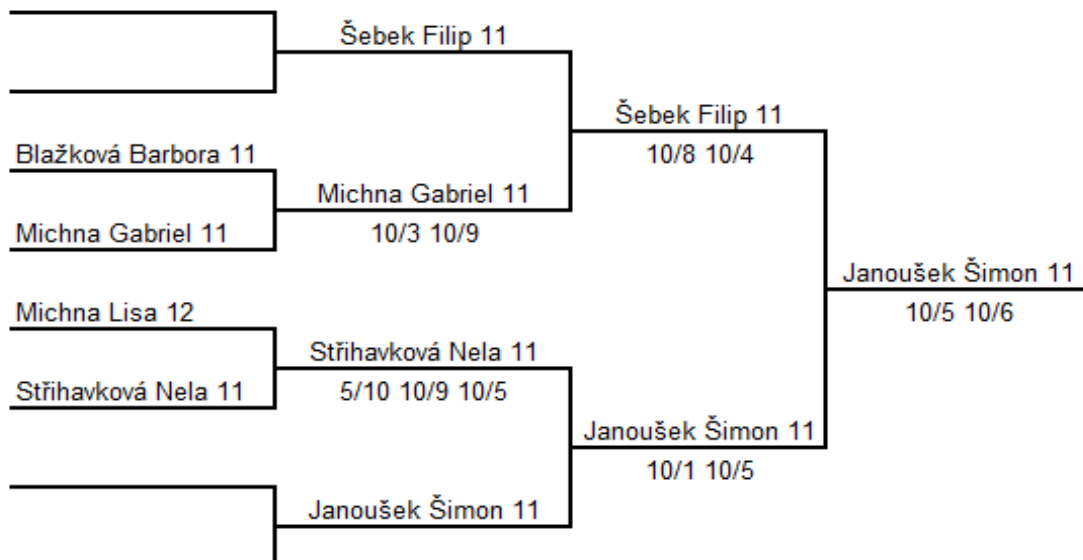 Šebek Filip 11
Šebek Filip 11
10/8 10/4
Blažková Barbora 11
Michna Gabriel 11
10/3 10/9
Michna Gabriel 11
Janoušek Šimon 11
10/5 10/6
Michna Lisa 12
Střihavková Nela 11
5/10 10/9 10/5
Střihavková Nela 11
Janoušek Šimon 11
10/1 10/5
Janoušek Šimon 11